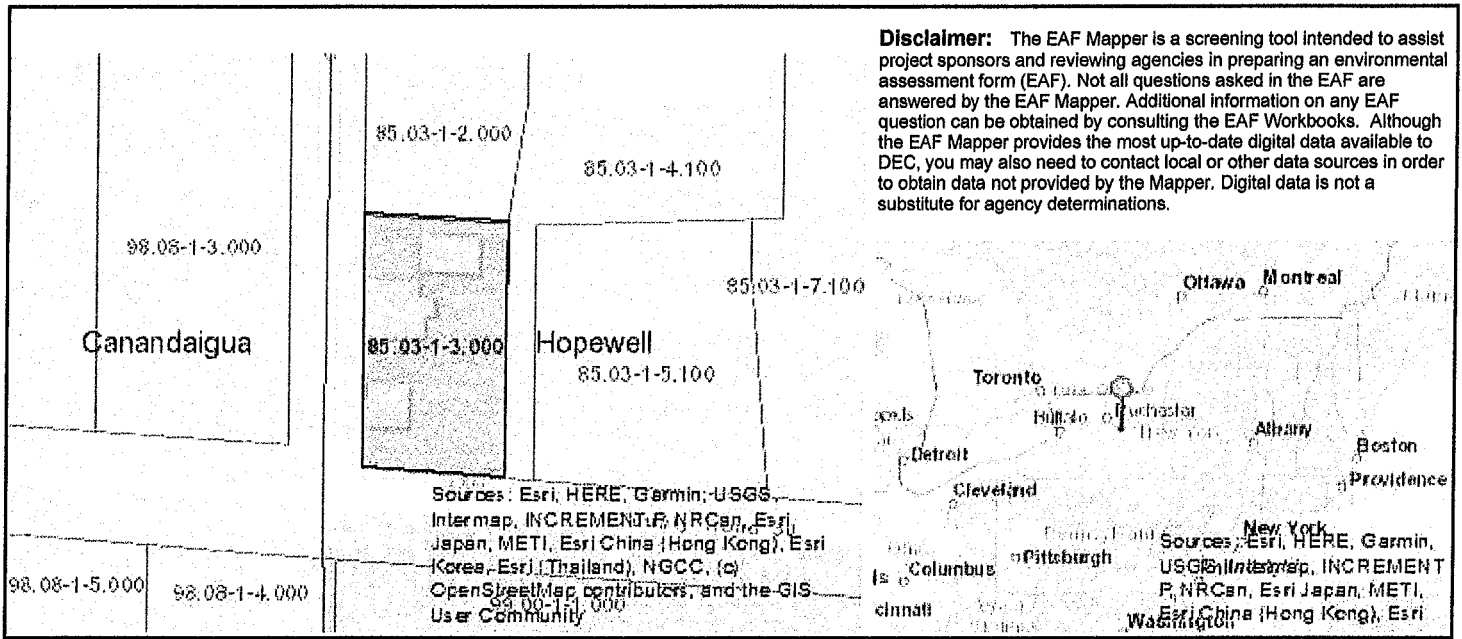 Disclaimer: The EAF Mapper is a screening tool intended to assist
project sponsors and reviewing agencies in preparing an environmental
assessment form (EAF). Not all questions asked in the EAF are
answered by the EAF Mapper. Additional information on any EAF
question can be obtained by consulting the EAF Workbooks. Although
the EAF Mapper provides the most up-to-date digital data available to
DEC, you may also need to contact local or other data sources in order
to obtain data not provided by the Mapper. Digital data is not a
substitute for agency determinations.
85.03-1-2.000
85.03-1-4.100
98.08-1-3.000
85.03-1-7.100
Canandaigua
85.03-1-3.000
Hopewell
85.03-1-5.100
Sources: Esri, HERE, Garmin, USGS,
Intermap, INCREMENT P, NRCan, Esri
Japan, METI, Esri China (Hong Kong), Esri
Korea, Esri (Thailand), NGCC, (c)
OpenStreetMap contributors, and the GIS
User Community
98.08-1-5.000
98.08-1-4.000
Ottawa
Montreal
Toronto
Rochester
Albany
Boston
Detroit
Providence
Cleveland
New York
Pittsburgh
Columbus
cinnati
Washington
Sources: Esri, HERE, Garmin,
USGS, Intermap, INCREMENT
P, NRCan, Esri Japan, METI,
Esri China (Hong Kong), Esri